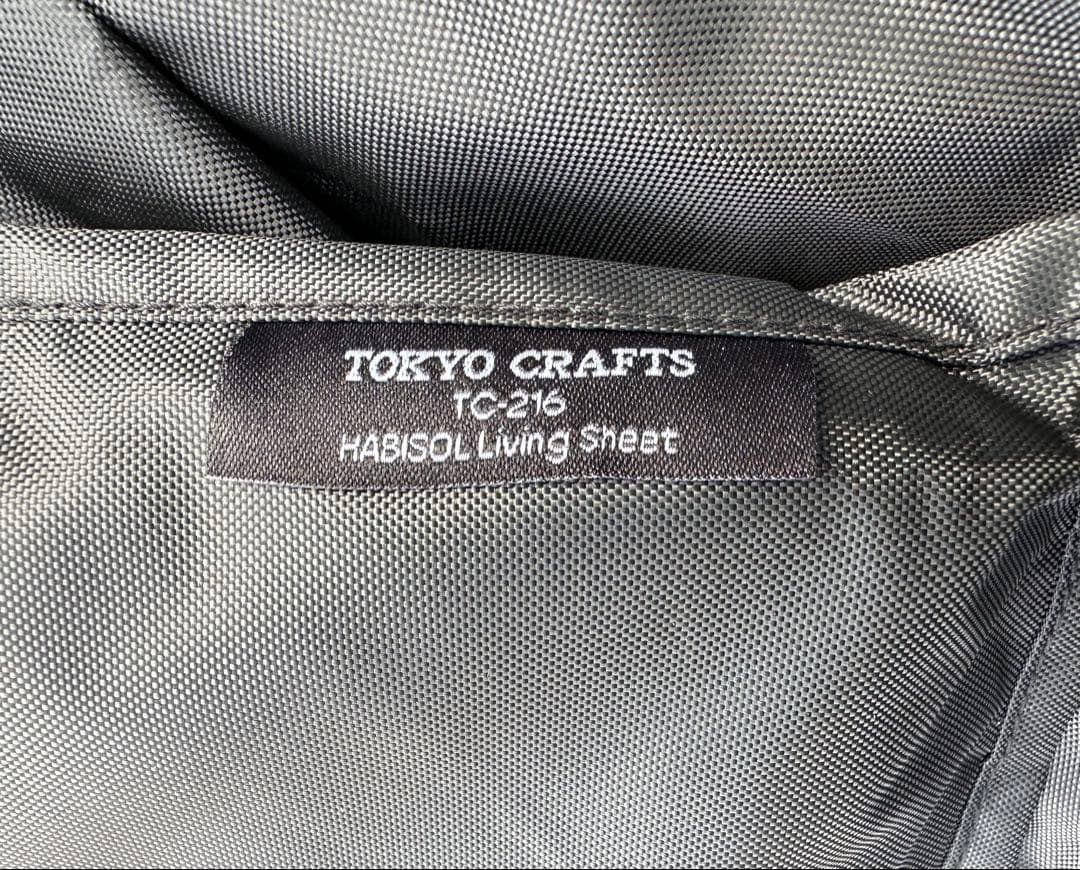 TOKYO CRAFTS
TC-216
HABISOL Living Sheet